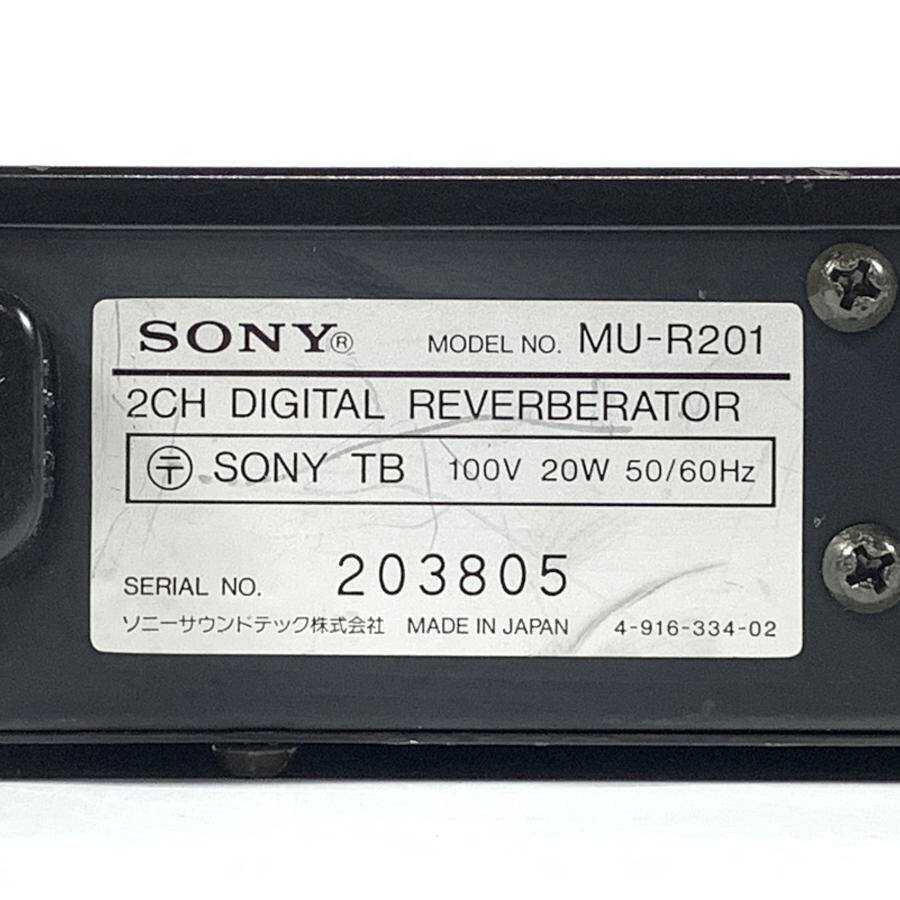 SONY® MODEL NO. MU-R201
2CH DIGITAL REVERBERATOR
〒 SONY TB 100V 20W 50/60Hz
SERIAL NO. 203805
ソニーサウンドテック株式会社 MADE IN JAPAN 4-916-334-02